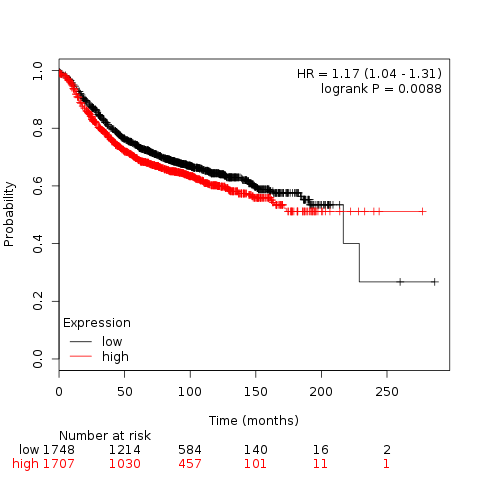 HR = 1.17 (1.04 - 1.31)
logrank P = 0.0088
Probability
1.0
0.8
0.6
0.4
0.2
0.0
Expression
low
high
0 50 100 150 200 250
Time (months)
Number at risk
low 1748 1214 584 140 16 2
high 1707 1030 457 101 11 1